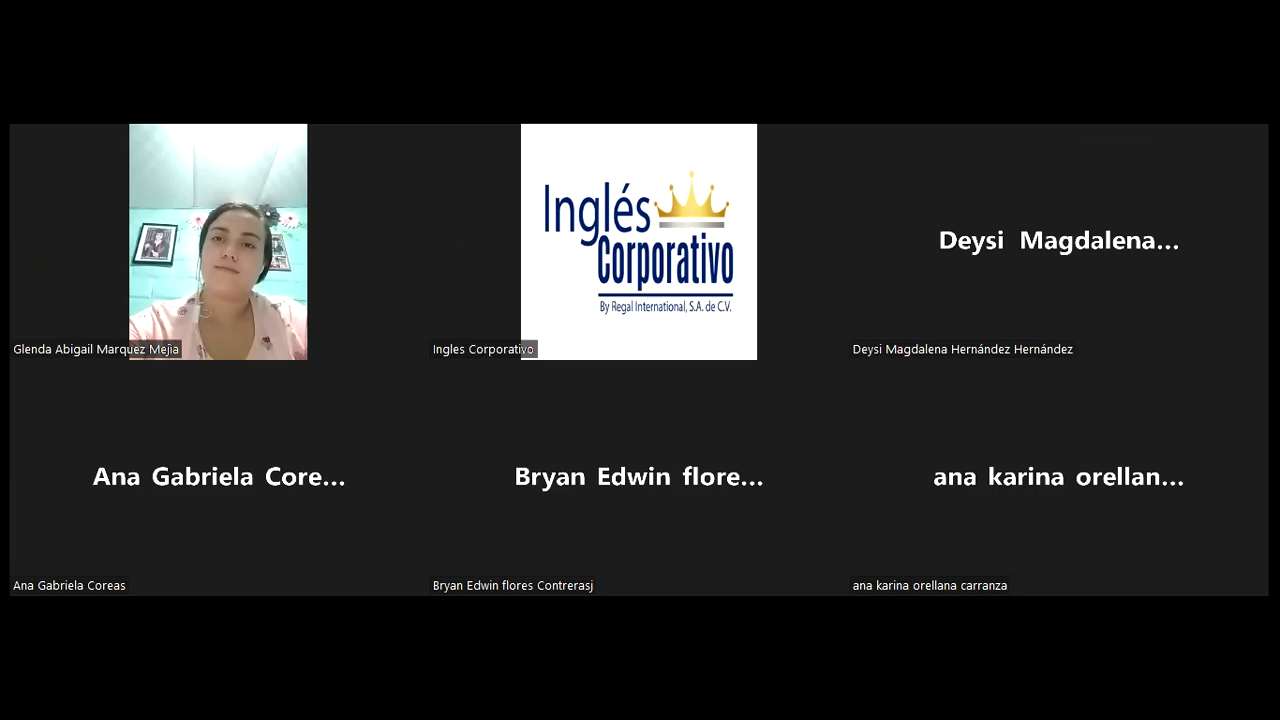 Inglés
Corporativo
By Regal International, S.A. de C.V.
Deysi Magdalena...
Glenda Abigail Marquez Mejia
Ingles Corporativo
Deysi Magdalena Hernández Hernández
Ana Gabriela Core...
Bryan Edwin flore...
ana karina orellan...
Ana Gabriela Coreas
Bryan Edwin flores Contrerasj
ana karina orellana carranza